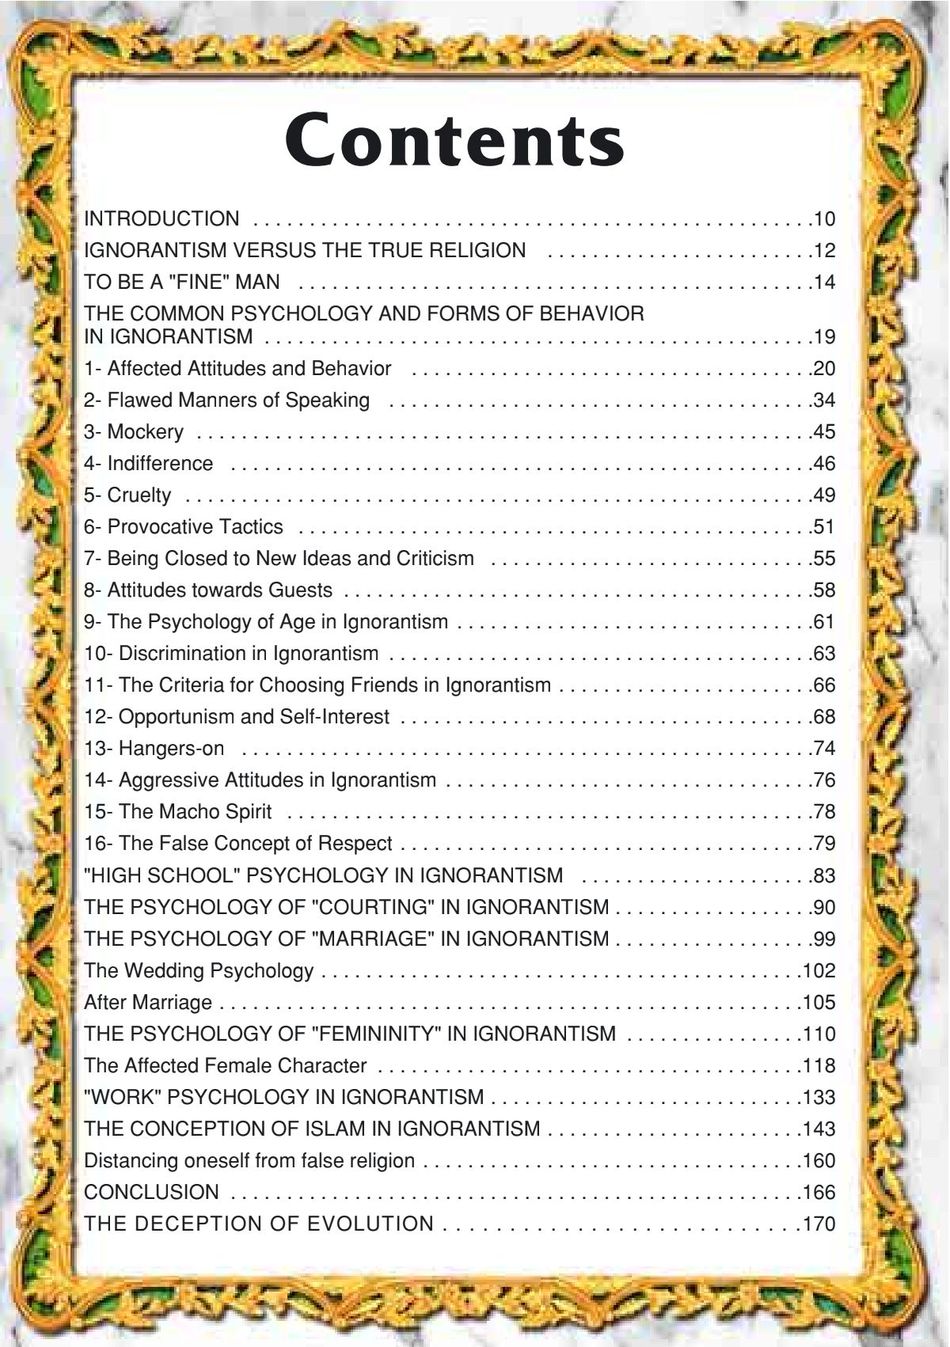 Contents
INTRODUCTION . . . . . . . . . . . . . . . . . . . . . . . . . . . . . . . . . . . . . . . . . . . . . . . . . .10
IGNORANTISM VERSUS THE TRUE RELIGION . . . . . . . . . . . . . . . . . . . . . . . .12
TO BE A "FINE" MAN . . . . . . . . . . . . . . . . . . . . . . . . . . . . . . . . . . . . . . . . . . . . . .14
THE COMMON PSYCHOLOGY AND FORMS OF BEHAVIOR
IN IGNORANTISM . . . . . . . . . . . . . . . . . . . . . . . . . . . . . . . . . . . . . . . . . . . . . . . . .19
1- Affected Attitudes and Behavior . . . . . . . . . . . . . . . . . . . . . . . . . . . . . . . . . . . .20
2- Flawed Manners of Speaking . . . . . . . . . . . . . . . . . . . . . . . . . . . . . . . . . . . . . .34
3- Mockery . . . . . . . . . . . . . . . . . . . . . . . . . . . . . . . . . . . . . . . . . . . . . . . . . . . . . . .45
4- Indifference . . . . . . . . . . . . . . . . . . . . . . . . . . . . . . . . . . . . . . . . . . . . . . . . . . . .46
5- Cruelty . . . . . . . . . . . . . . . . . . . . . . . . . . . . . . . . . . . . . . . . . . . . . . . . . . . . . . . .49
6- Provocative Tactics . . . . . . . . . . . . . . . . . . . . . . . . . . . . . . . . . . . . . . . . . . . . . .51
7- Being Closed to New Ideas and Criticism . . . . . . . . . . . . . . . . . . . . . . . . . . . . .55
8- Attitudes towards Guests . . . . . . . . . . . . . . . . . . . . . . . . . . . . . . . . . . . . . . . . . .58
9- The Psychology of Age in Ignorantism . . . . . . . . . . . . . . . . . . . . . . . . . . . . . . . .61
10- Discrimination in Ignorantism . . . . . . . . . . . . . . . . . . . . . . . . . . . . . . . . . . . . . .63
11- The Criteria for Choosing Friends in Ignorantism . . . . . . . . . . . . . . . . . . . . . . .66
12- Opportunism and Self-Interest . . . . . . . . . . . . . . . . . . . . . . . . . . . . . . . . . . . . .68
13- Hangers-on . . . . . . . . . . . . . . . . . . . . . . . . . . . . . . . . . . . . . . . . . . . . . . . . . . .74
14- Aggressive Attitudes in Ignorantism . . . . . . . . . . . . . . . . . . . . . . . . . . . . . . . . .76
15- The Macho Spirit . . . . . . . . . . . . . . . . . . . . . . . . . . . . . . . . . . . . . . . . . . . . . . .78
16- The False Concept of Respect . . . . . . . . . . . . . . . . . . . . . . . . . . . . . . . . . . . . .79
"HIGH SCHOOL" PSYCHOLOGY IN IGNORANTISM . . . . . . . . . . . . . . . . . . . . .83
THE PSYCHOLOGY OF "COURTING" IN IGNORANTISM . . . . . . . . . . . . . . . . . .90
THE PSYCHOLOGY OF "MARRIAGE" IN IGNORANTISM . . . . . . . . . . . . . . . . . .99
The Wedding Psychology . . . . . . . . . . . . . . . . . . . . . . . . . . . . . . . . . . . . . . . . . . .102
After Marriage . . . . . . . . . . . . . . . . . . . . . . . . . . . . . . . . . . . . . . . . . . . . . . . . . . . .105
THE PSYCHOLOGY OF "FEMININITY" IN IGNORANTISM . . . . . . . . . . . . . . . .110
The Affected Female Character . . . . . . . . . . . . . . . . . . . . . . . . . . . . . . . . . . . . . .118
"WORK" PSYCHOLOGY IN IGNORANTISM . . . . . . . . . . . . . . . . . . . . . . . . . . . .133
THE CONCEPTION OF ISLAM IN IGNORANTISM . . . . . . . . . . . . . . . . . . . . . . .143
Distancing oneself from false religion . . . . . . . . . . . . . . . . . . . . . . . . . . . . . . . . . .160
CONCLUSION . . . . . . . . . . . . . . . . . . . . . . . . . . . . . . . . . . . . . . . . . . . . . . . . . . .166
THE DECEPTION OF EVOLUTION . . . . . . . . . . . . . . . . . . . . . . . . . . .170